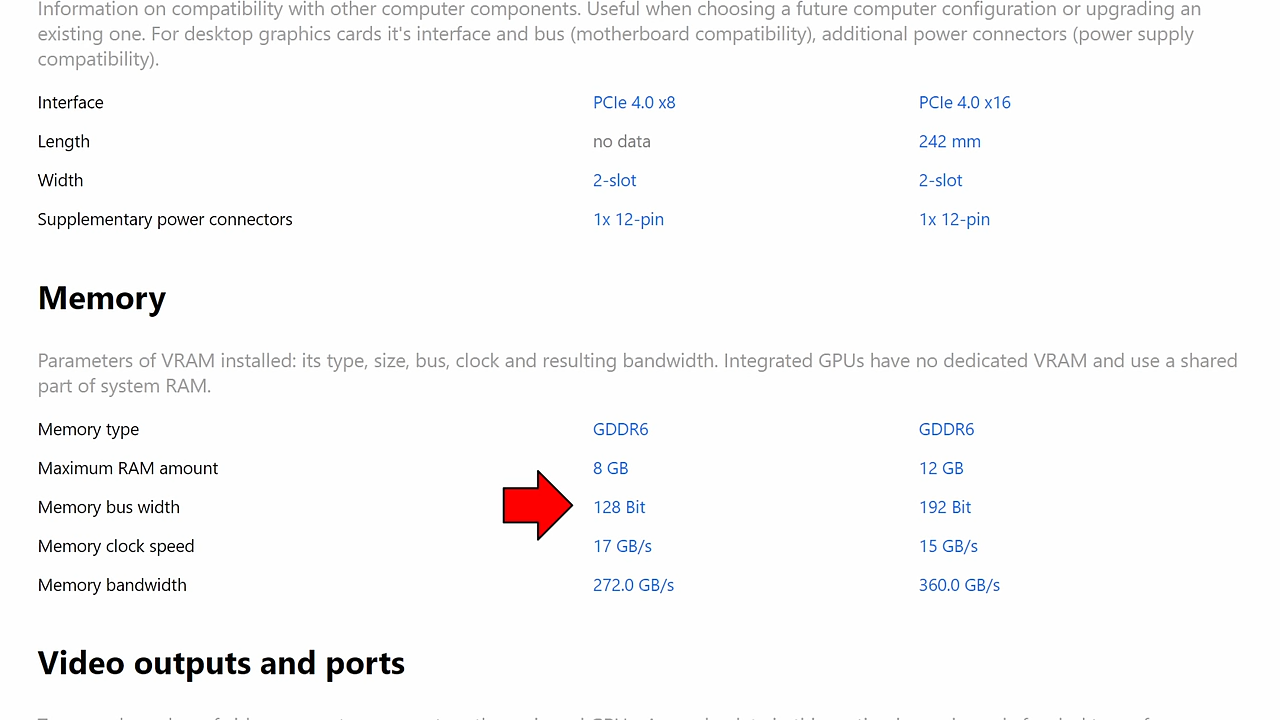 Information on compatibility with other computer components. Useful when choosing a future computer configuration or upgrading an
existing one. For desktop graphics cards it's interface and bus (motherboard compatibility), additional power connectors (power supply
compatibility).
Interface PCIe 4.0 x8 PCIe 4.0 x16
Length no data 242 mm
Width 2-slot 2-slot
Supplementary power connectors 1x 12-pin 1x 12-pin
Memory
Parameters of VRAM installed: its type, size, bus, clock and resulting bandwidth. Integrated GPUs have no dedicated VRAM and use a shared
part of system RAM.
Memory type GDDR6 GDDR6
Maximum RAM amount 8 GB 12 GB
Memory bus width 128 Bit 192 Bit
Memory clock speed 17 GB/s 15 GB/s
Memory bandwidth 272.0 GB/s 360.0 GB/s
Video outputs and ports